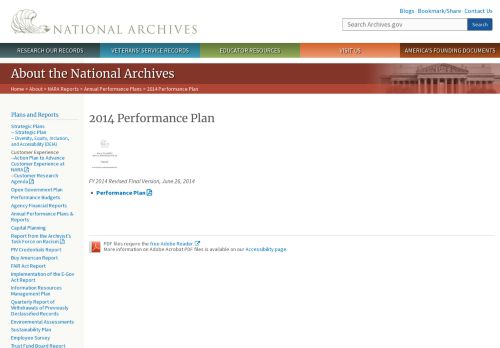 Blogs · Bookmark/Share · Contact Us
NATIONAL ARCHIVES
Search Archives.gov
Search
RESEARCH OUR RECORDS
VETERANS' SERVICE RECORDS
EDUCATOR RESOURCES
VISIT US
AMERICA'S FOUNDING DOCUMENTS
About the National Archives
Home > About > NARA Reports > Annual Performance Plans > 2014 Performance Plan
Plans and Reports
Strategic Plans
– Strategic Plan
– Diversity, Equity, Inclusion,
and Accessibility (DEIA)
Customer Experience
–Action Plan to Advance
Customer Experience at
NARA
–Customer Research
Agenda
Open Government Plan
Performance Budgets
Agency Financial Reports
Annual Performance Plans &
Reports
Capital Planning
Report from the Archivist's
Task Force on Racism
PIV Credentials Report
Buy American Report
FAIR Act Report
Implementation of the E-Gov
Act Report
Information Resources
Management Plan
Quarterly Report of
Withdrawals of Previously
Declassified Records
Environmental Assessments
Sustainability Plan
Employee Survey
Trust Fund Board Report
2014 Performance Plan
FY 2014 Revised Final Version, June 26, 2014
• Performance Plan
PDF files require the free Adobe Reader.
More information on Adobe Acrobat PDF files is available on our Accessibility page.